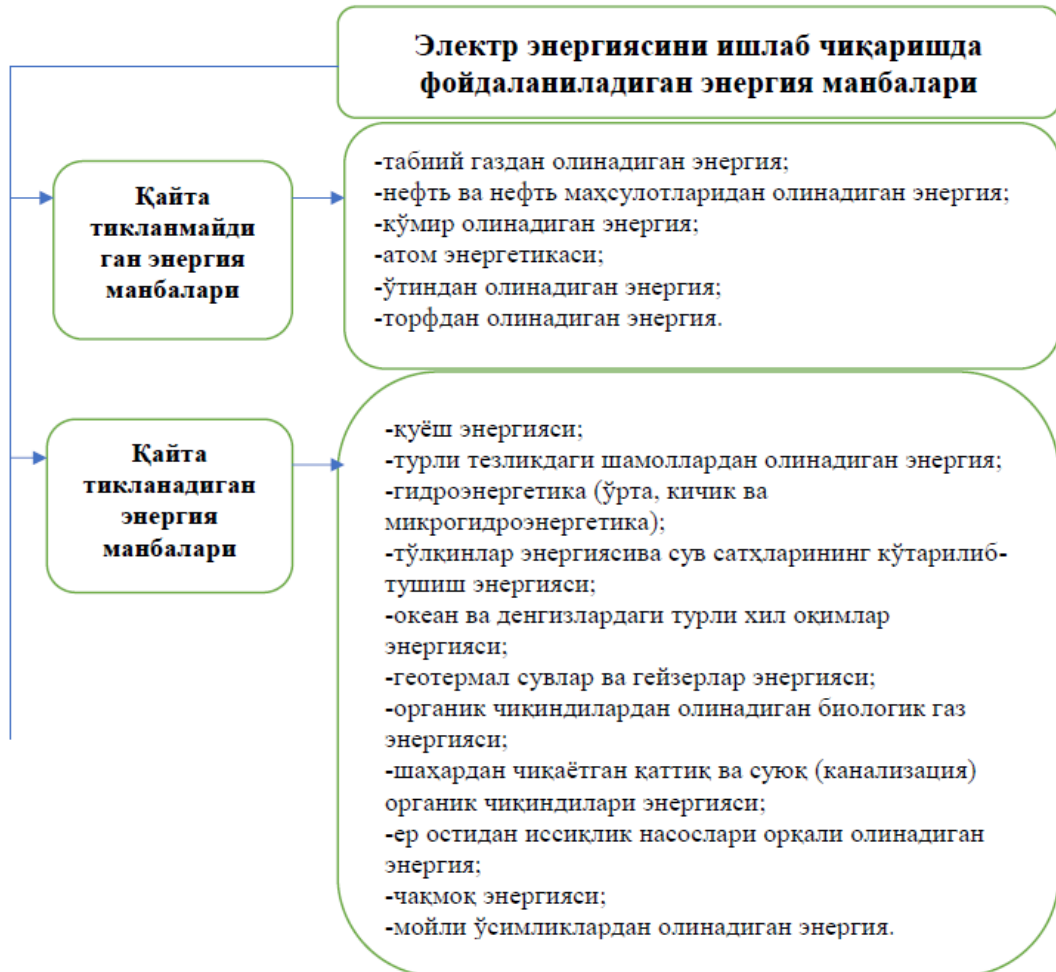 Электр энергиясини ишлаб чиқаришда
фойдаланиладиган энергия манбалари
Қайта
тикланмайди
ган энергия
манбалари
-табиий газдан олинадиган энергия;
-нефть ва нефть маҳсулотларидан олинадиган энергия;
-кўмир олинадиган энергия;
-атом энергетикаси;
-ўтиндан олинадиган энергия;
-торфдан олинадиган энергия.
Қайта
тикланадиган
энергия
манбалари
-қуёш энергияси;
-турли тезликдаги шамоллардан олинадиган энергия;
-гидроэнергетика (ўрта, кичик ва
микрогидроэнергетика);
-тўлқинлар энергиясива сув сатҳларининг кўтарилиб-
тушиш энергияси;
-океан ва денгизлардаги турли хил оқимлар
энергияси;
-геотермал сувлар ва гейзерлар энергияси;
-органик чиқиндилардан олинадиган биологик газ
энергияси;
-шаҳардан чиқаётган қаттиқ ва суюқ (канализация)
органик чиқиндилари энергияси;
-ер остидан иссиқлик насослари орқали олинадиган
энергия;
-чақмоқ энергияси;
-мойли ўсимликлардан олинадиган энергия.